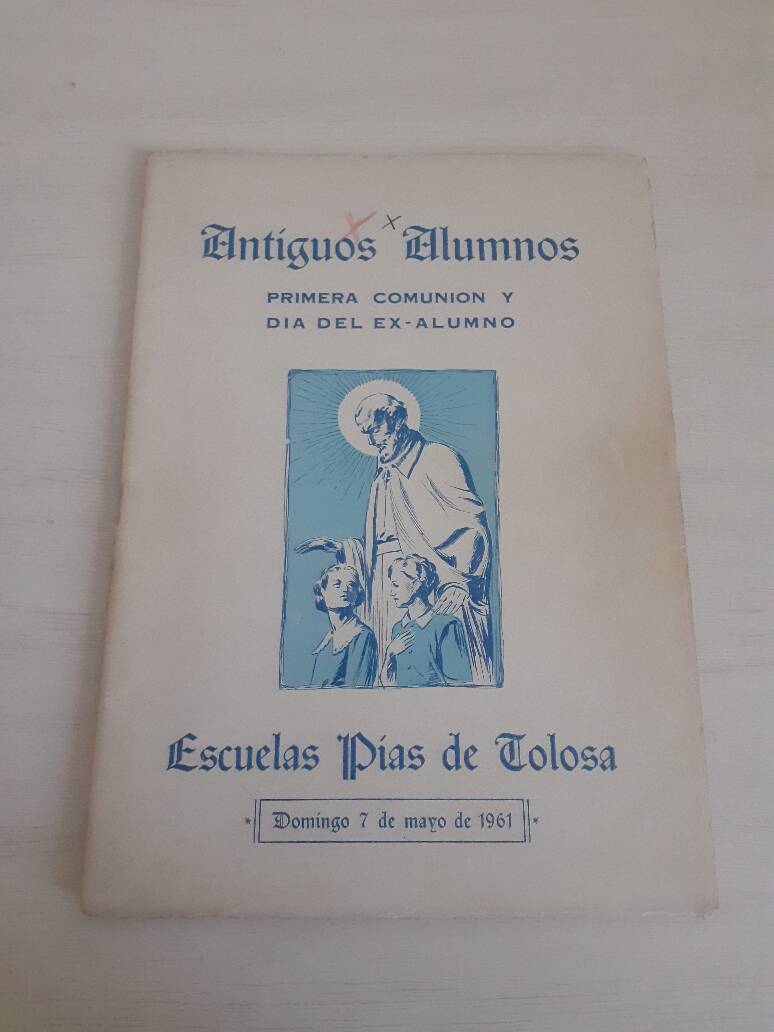 Antiguos Alumnos
PRIMERA COMUNION Y
DIA DEL EX-ALUMNO
Escuelas Pías de Tolosa
* Domingo 7 de mayo de 1961 *